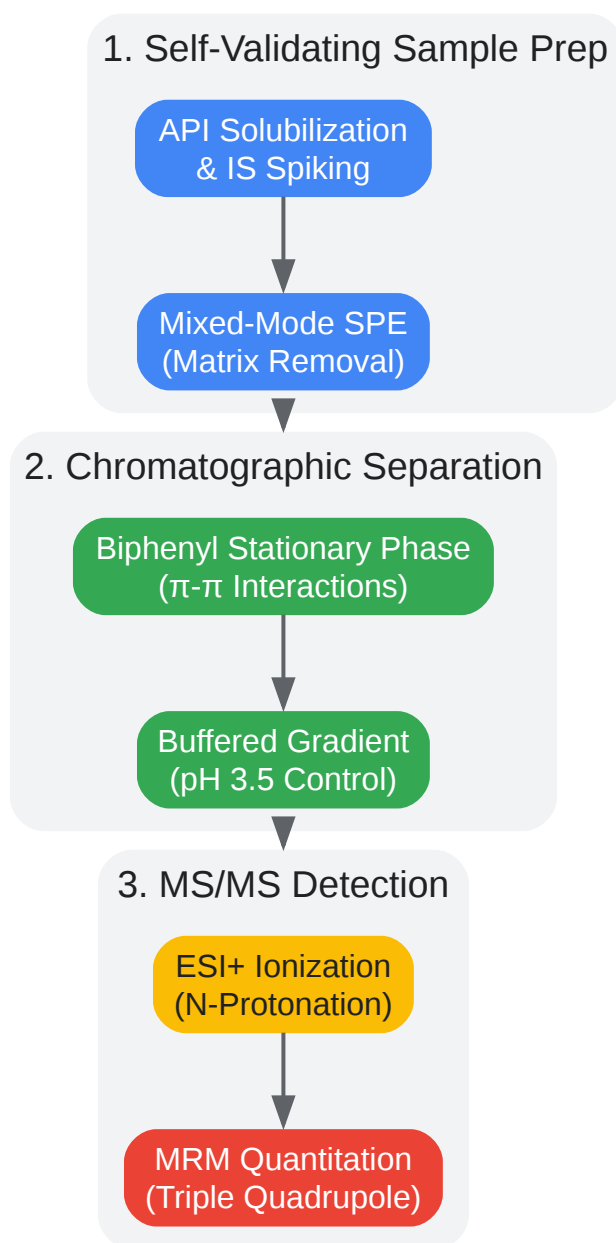 1. Self-Validating Sample Prep
API Solubilization
& IS Spiking
Mixed-Mode SPE
(Matrix Removal)
2. Chromatographic Separation
Biphenyl Stationary Phase
(π-π Interactions)
Buffered Gradient
(pH 3.5 Control)
3. MS/MS Detection
ESI+ Ionization
(N-Protonation)
MRM Quantitation
(Triple Quadrupole)